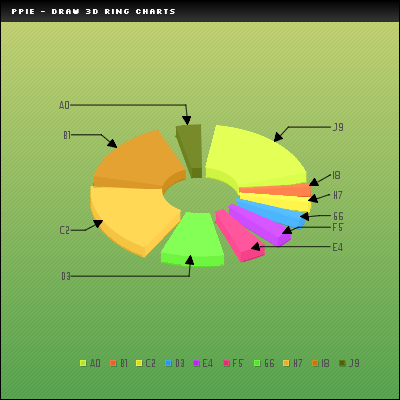 PPIE - DRAW 3D RING CHARTS
A0
J9
B1
I8
H7
G6
F5
C2
E4
D3
A0 B1 C2 D3 E4 F5 G6 H7 I8 J9